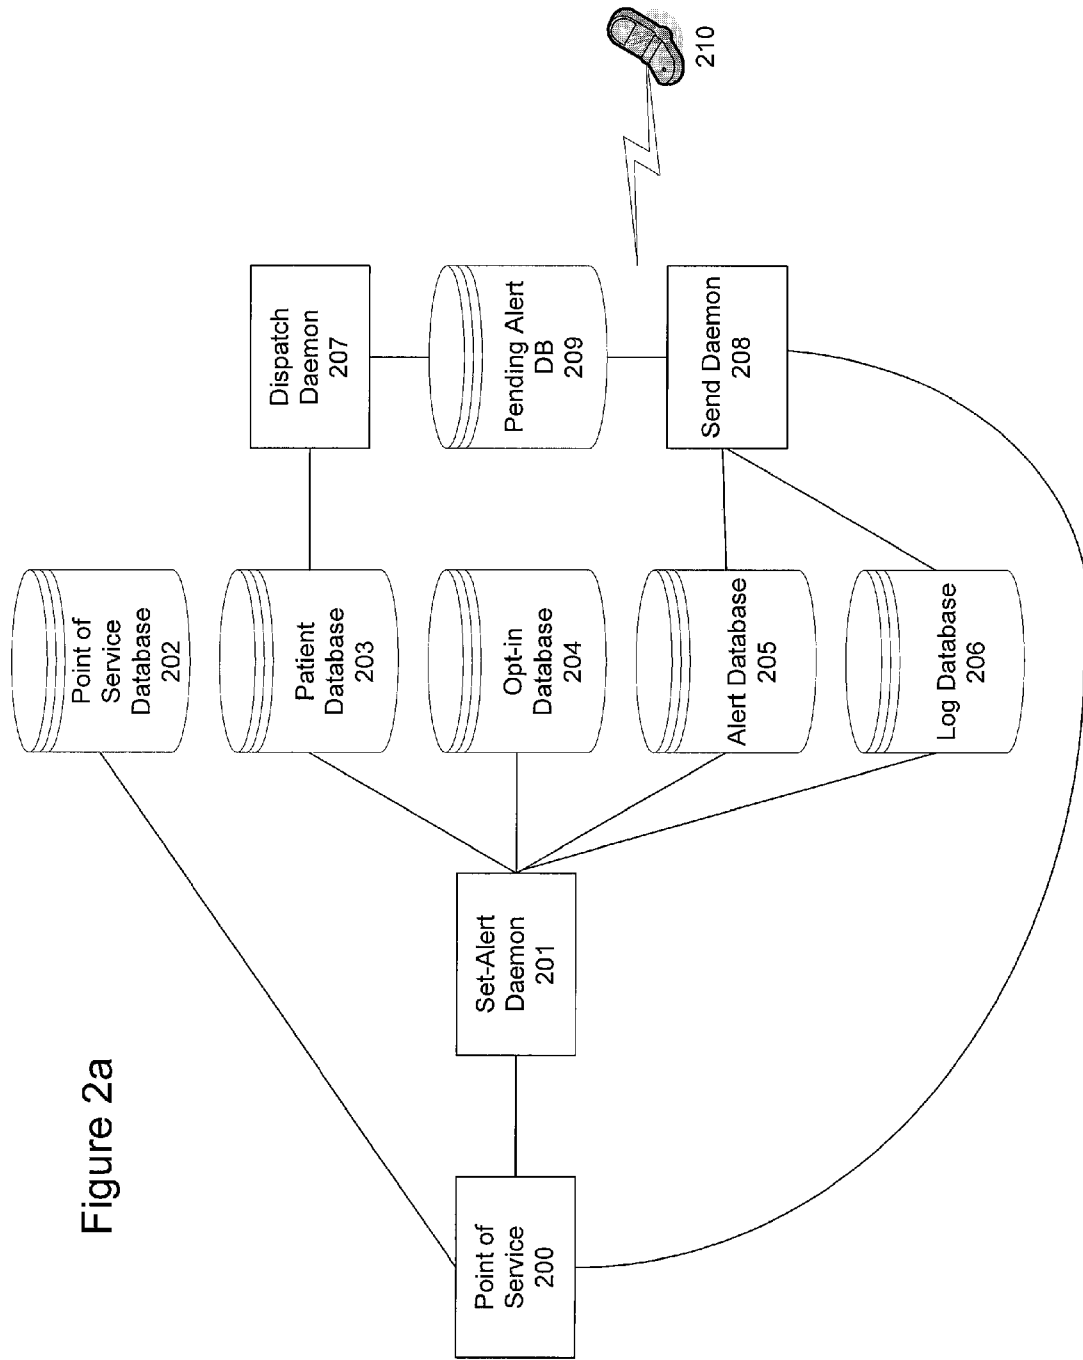 Figure 2a
Point of
Service
200
Set-Alert
Daemon
201
Point of
Service
Database
202
Patient
Database
203
Opt-in
Database
204
Alert Database
205
Log Database
206
Dispatch
Daemon
207
Pending Alert
DB
209
Send Daemon
208
210